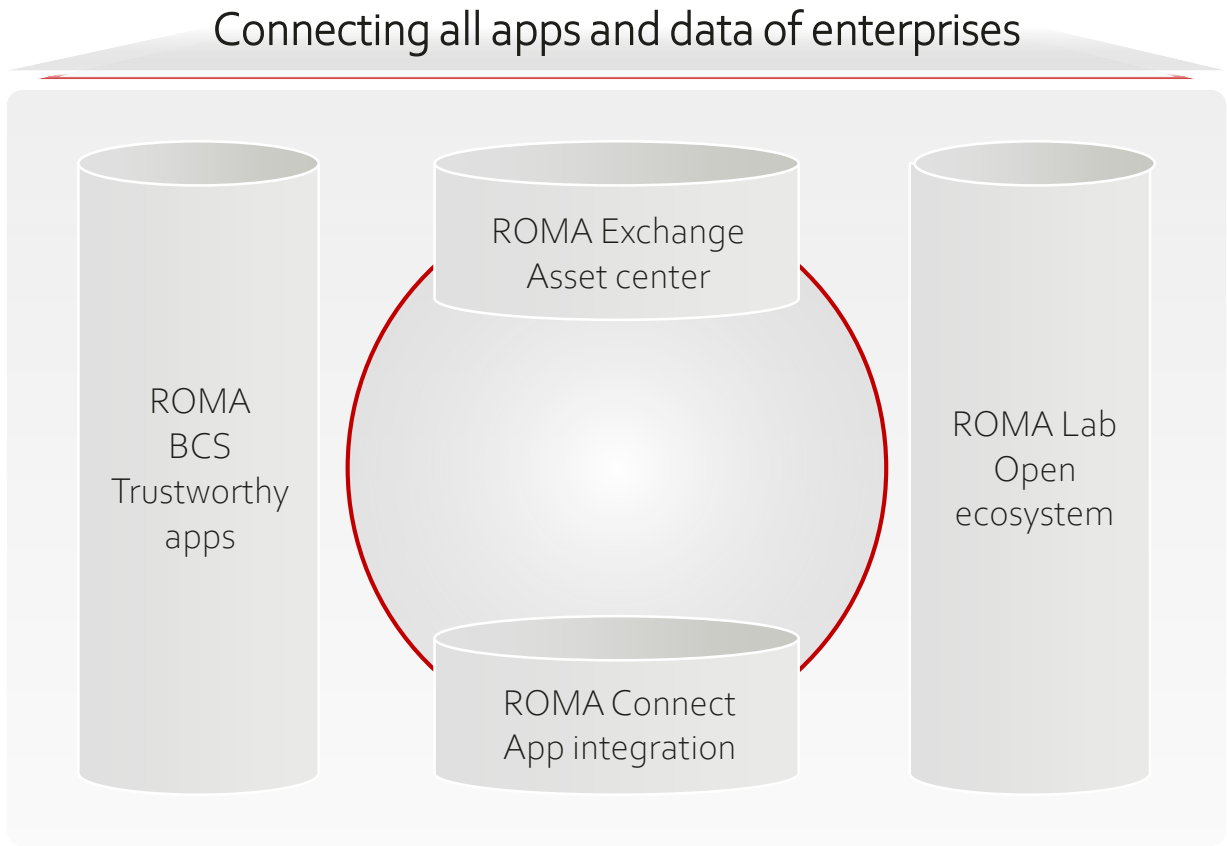 Connecting all apps and data of enterprises
ROMA Exchange
Asset center
ROMA
BCS
Trustworthy
apps
ROMA Lab
Open
ecosystem
ROMA Connect
App integration